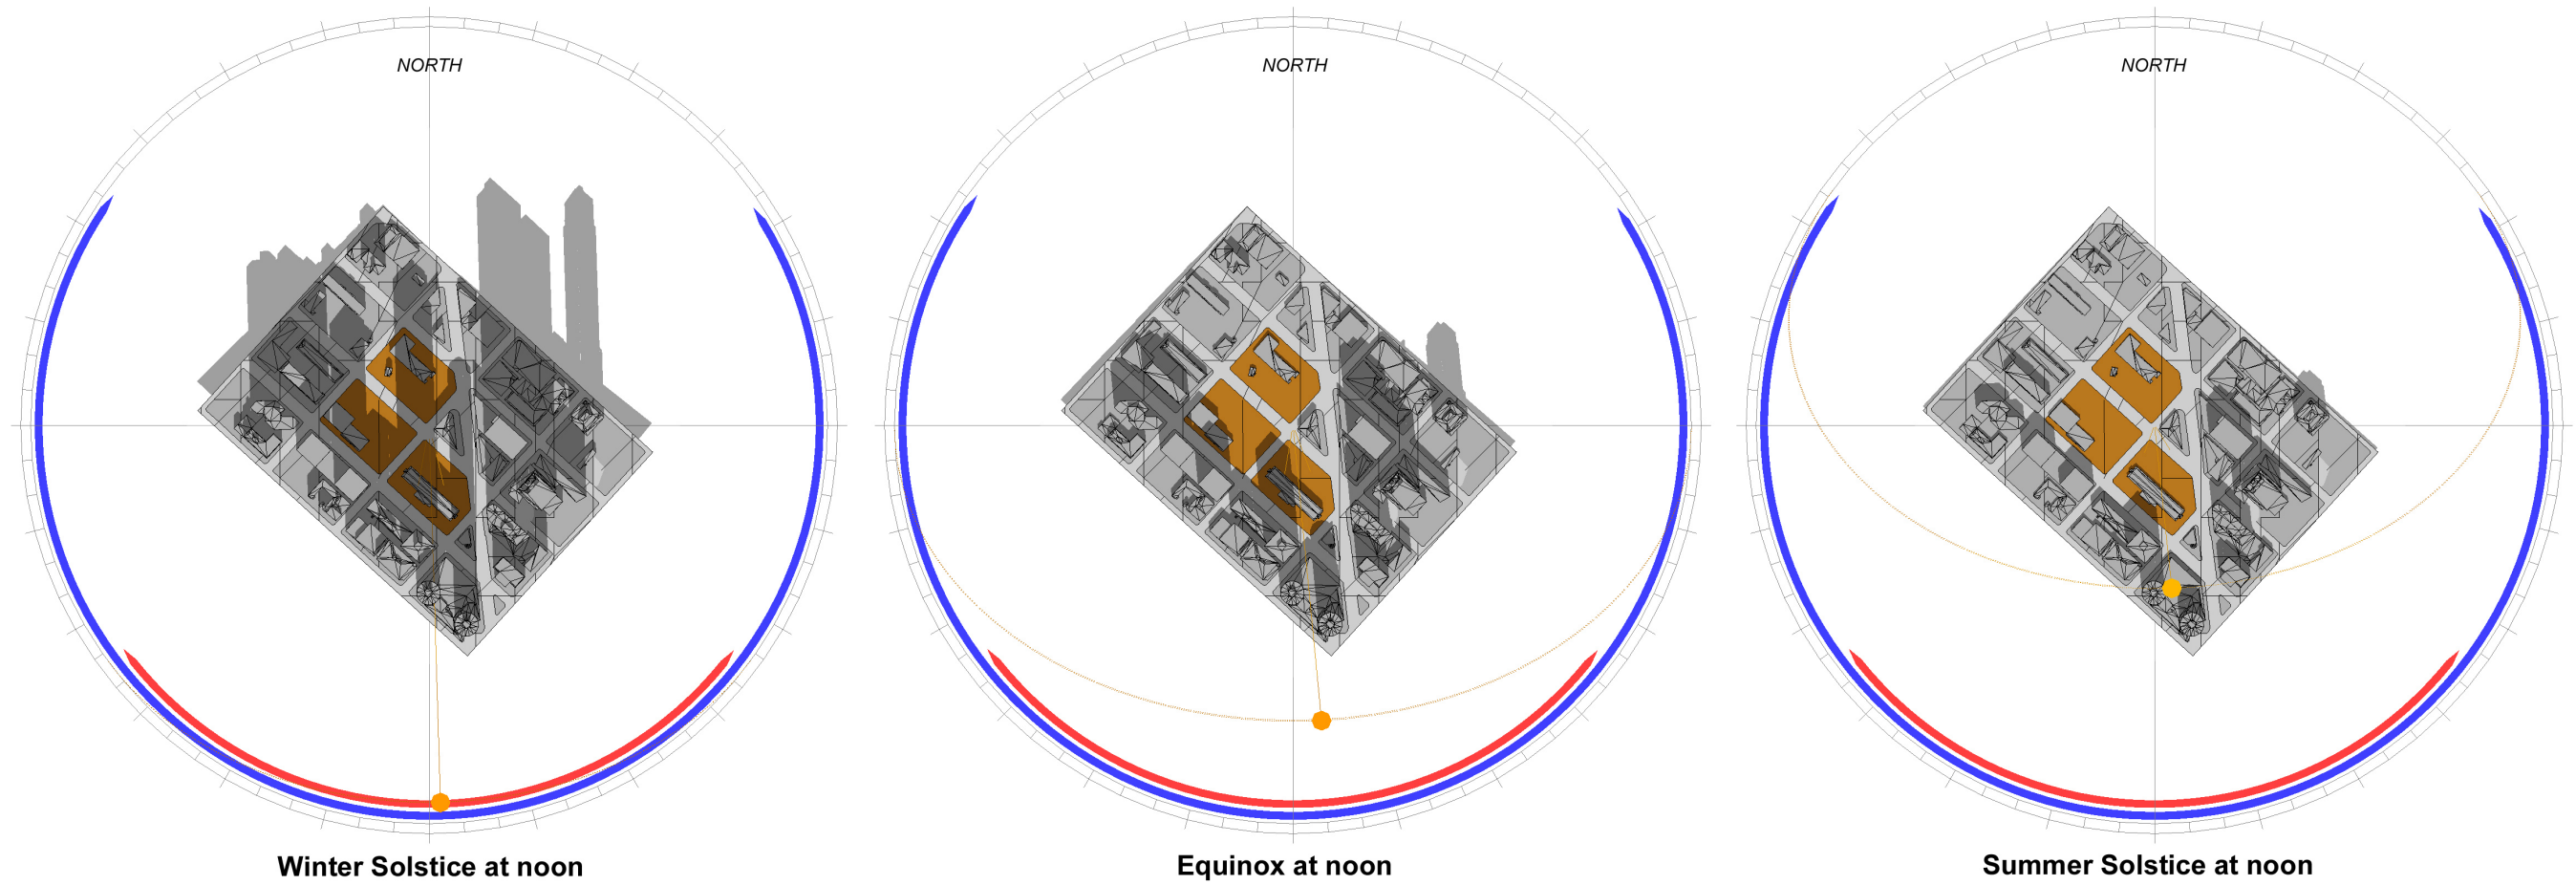 NORTH
NORTH
NORTH
Winter Solstice at noon
Equinox at noon
Summer Solstice at noon